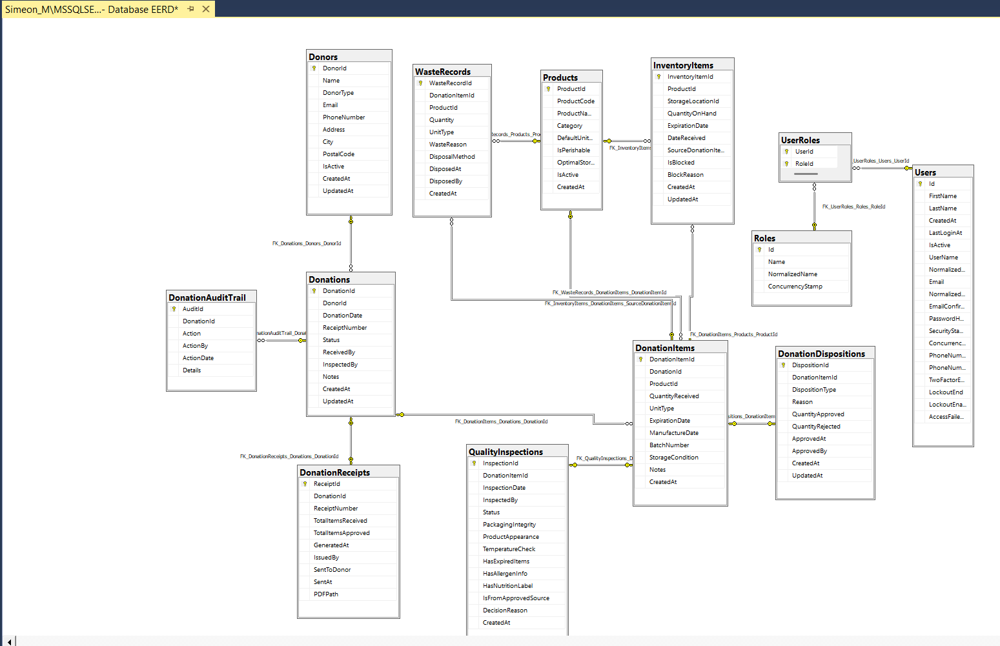 Simeon_M\MSSQLSE...- Database EERD*
Donors
DonorId
Name
DonorType
Email
PhoneNumber
Address
City
PostalCode
IsActive
CreatedAt
UpdatedAt
WasteRecords
WasteRecordId
DonationItemId
ProductId
Quantity
UnitType
WasteReason
DisposalMethod
DisposedAt
DisposedBy
CreatedAt
Products
ProductId
ProductCode
ProductNa...
Category
DefaultUnit...
IsPerishable
OptimalStor...
IsActive
CreatedAt
InventoryItems
InventoryItemId
ProductId
StorageLocationId
QuantityOnHand
ExpirationDate
DateReceived
SourceDonationIte...
IsBlocked
BlockReason
CreatedAt
UpdatedAt
ecords_Products_Pro
FK_InventoryItems
UserRoles
UserId
RoleId
UserRoles_Users_UserId
Users
Id
FirstName
LastName
CreatedAt
LastLoginAt
IsActive
UserName
Normalized...
Email
Normalized...
EmailConfir...
PasswordH...
SecuritySta...
Concurrenc...
PhoneNum...
PhoneNum...
TwoFactorE...
LockoutEnd
LockoutEna...
AccessFaile...
FK_UserRoles_Roles_RoleId
Roles
Id
Name
NormalizedName
ConcurrencyStamp
FK_Donations_Donors_DonorId
Donations
DonationId
DonorId
DonationDate
ReceiptNumber
Status
ReceivedBy
InspectedBy
Notes
CreatedAt
UpdatedAt
DonationAuditTrail
AuditId
DonationId
Action
ActionBy
ActionDate
Details
nationAuditTrail_Donat
FK_WasteRecords_DonationItems_DonationItemId
FK_InventoryItems_DonationItems_SourceDonationItemId
FK_DonationItems_Products_ProductId
DonationItems
DonationItemId
DonationId
ProductId
QuantityReceived
UnitType
ExpirationDate
ManufactureDate
BatchNumber
StorageCondition
Notes
CreatedAt
DonationDispositions
DispositionId
DonationItemId
DispositionType
Reason
QuantityApproved
QuantityRejected
ApprovedAt
ApprovedBy
CreatedAt
UpdatedAt
sitions_DonationItem
FK_DonationItems_Donations_DonationId
FK_DonationReceipts_Donations_DonationId
DonationReceipts
ReceiptId
DonationId
ReceiptNumber
TotalItemsReceived
TotalItemsApproved
GeneratedAt
IssuedBy
SentToDonor
SentAt
PDFPath
QualityInspections
InspectionId
DonationItemId
InspectionDate
InspectedBy
Status
PackagingIntegrity
ProductAppearance
TemperatureCheck
HasExpiredItems
HasAllergenInfo
HasNutritionLabel
IsFromApprovedSource
DecisionReason
CreatedAt
FK_QualityInspections_D